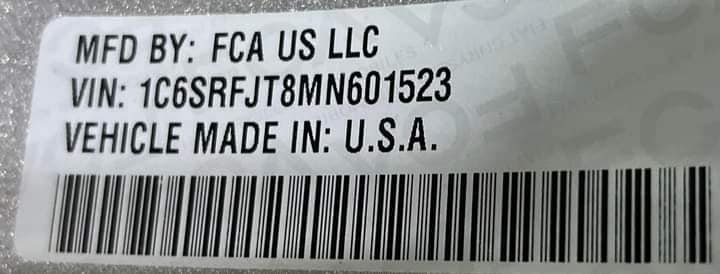 MFD BY: FCA US LLC
VIN: 1C6SRFJT8MN601523
VEHICLE MADE IN: U.S.A.